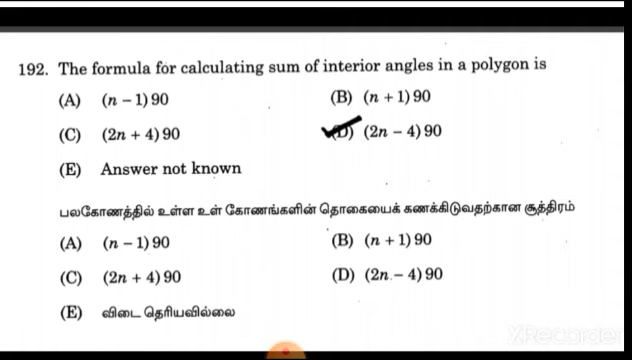 192. The formula for calculating sum of interior angles in a polygon is
(A) (n – 1) 90 (B) (n + 1) 90
(C) (2n + 4) 90 (D) (2n – 4) 90
(E) Answer not known
பலகோணத்தில் உள்ள உள் கோணங்களின் தொகையைக் கணக்கிடுவதற்கான சூத்திரம்
(A) (n – 1) 90 (B) (n + 1) 90
(C) (2n + 4) 90 (D) (2n – 4) 90
(E) விடை தெரியவில்லை
XRecorder